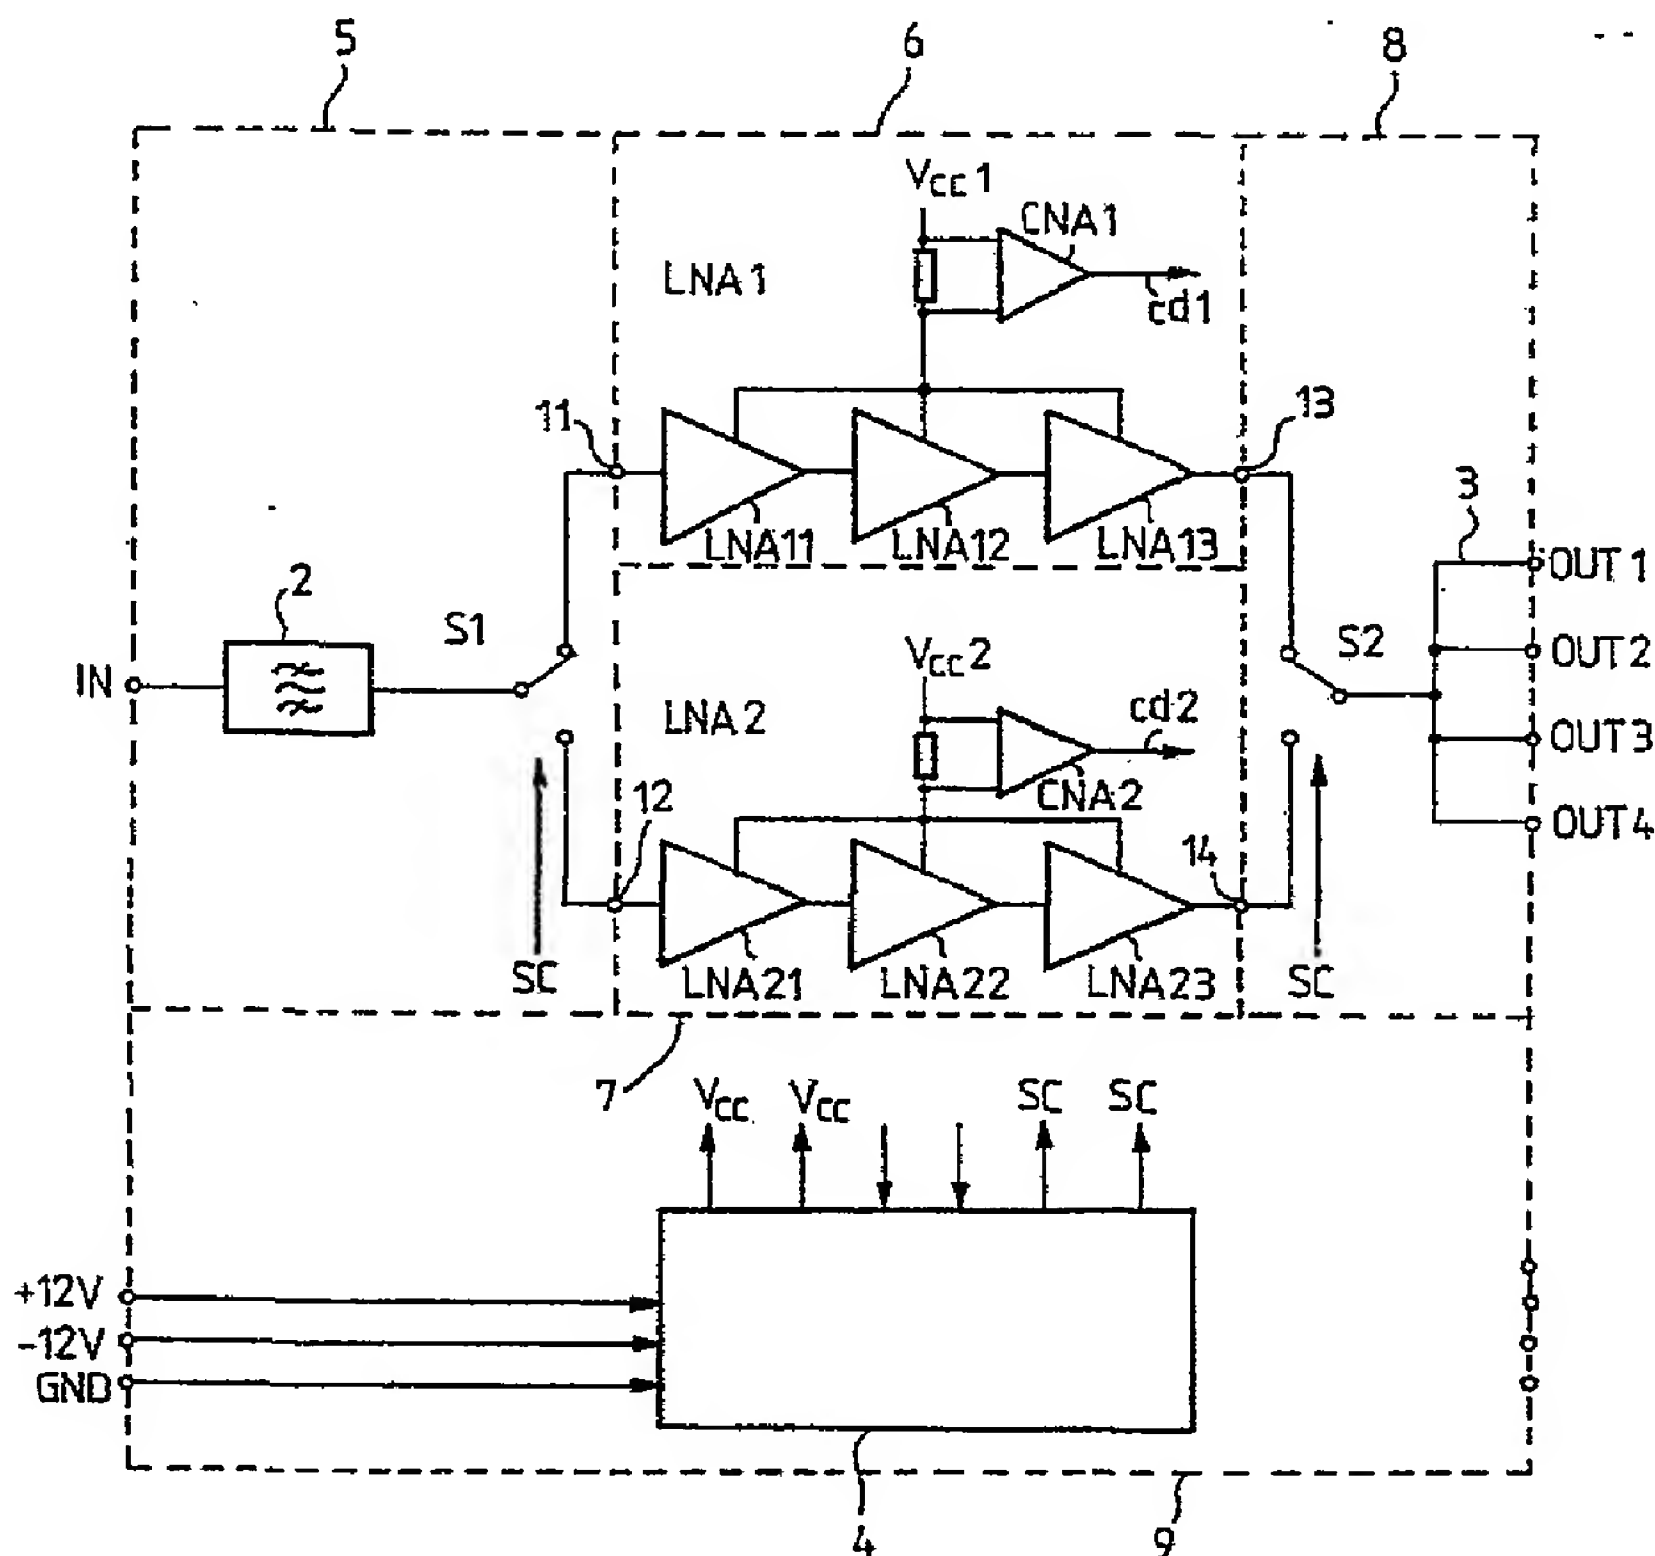 5
6
8
VCC1
CNA1
LNA1
cd1
11
13
LNA11
LNA12
LNA13
3
OUT1
2
S1
VCC2
S2
OUT2
IN
LNA2
cd2
OUT3
12
CNA2
14
OUT4
SC
LNA21
LNA22
LNA23
SC
7
VCC
VCC
SC
SC
+12V
-12V
GND
4
9